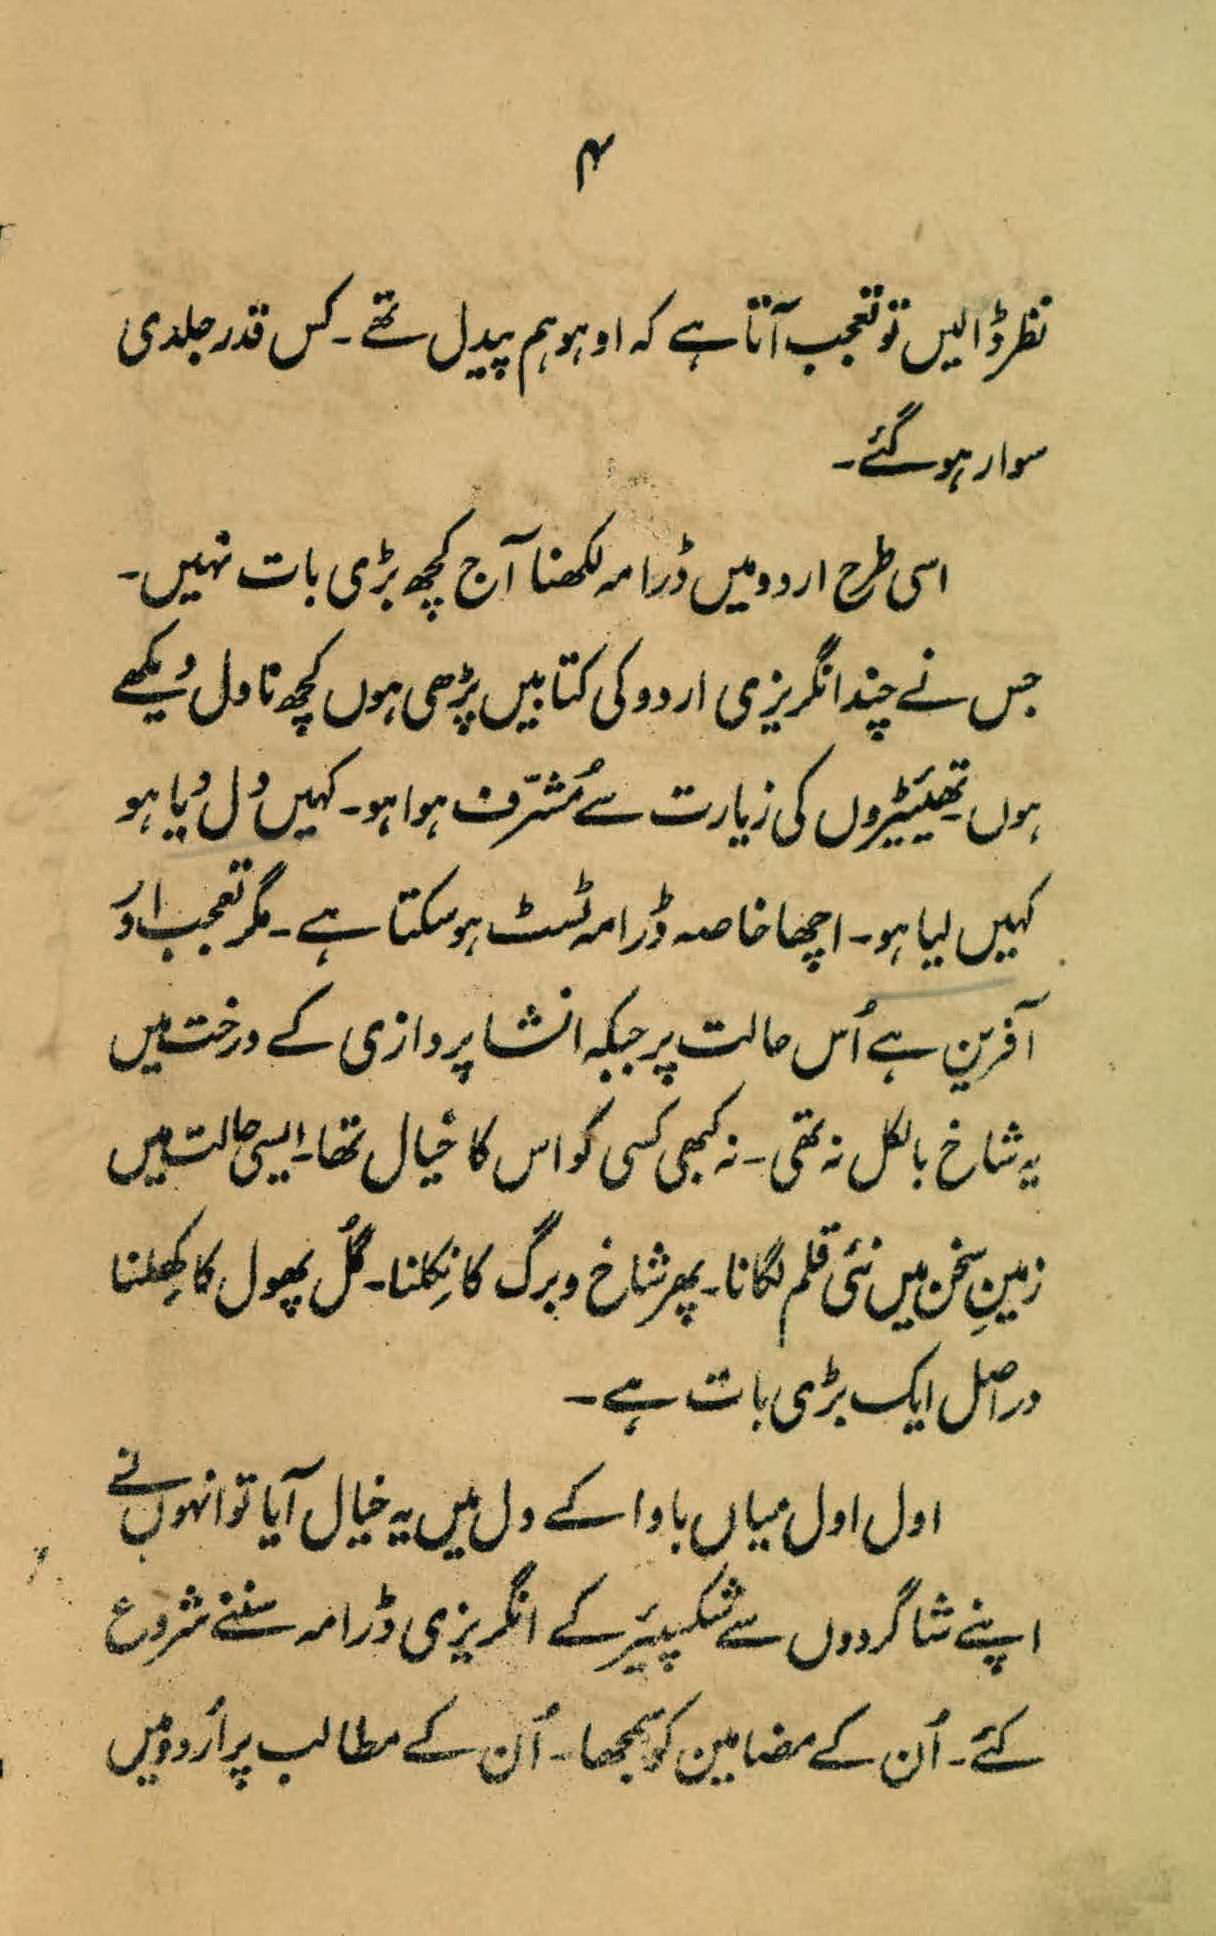 ۴
نظر ڈالیں تو تعجب آتا ہے کہ اوہو ہم پیدل تھے ۔ کس قدر جلدی
سوار ہو گئے ۔
اسی طرح اردو میں ڈرامہ لکھنا آج کچھ بڑی بات نہیں ۔
جس نے چند انگریزی اردو کی کتابیں پڑھی ہوں کچھ ناول دیکھے
ہوں تھیئیٹروں کی زیارت سے مُشرّف ہوا ہو ۔ کہیں دل دیا ہو
کہیں لیا ہو ۔ اچھا خاصہ ڈرامہ ٹسٹ ہو سکتا ہے ۔ مگر تعجب اور
آفرین ہے اُس حالت پر جبکہ انشا پردازی کے درخت میں
یہ شاخ بالکل نہ تھی ۔ نہ کبھی کسی کو اس کا خیال تھا ۔ ایسی حالت میں
زمینِ سخن میں نئی قلم لگانا ۔ پھر شاخ و برگ کا نِکلنا ۔ گُل پھول کا کھِلنا
دراصل ایک بڑی بات ہے ۔
اول اول میاں باوا کے دل میں یہ خیال آیا تو انہوں نے
اپنے شاگردوں سے شکسپیئر کے انگریزی ڈرامہ سننے شروع
کئے ۔ اُن کے مضامین کو سمجھا ۔ اُن کے مطالب پر اُردو میں